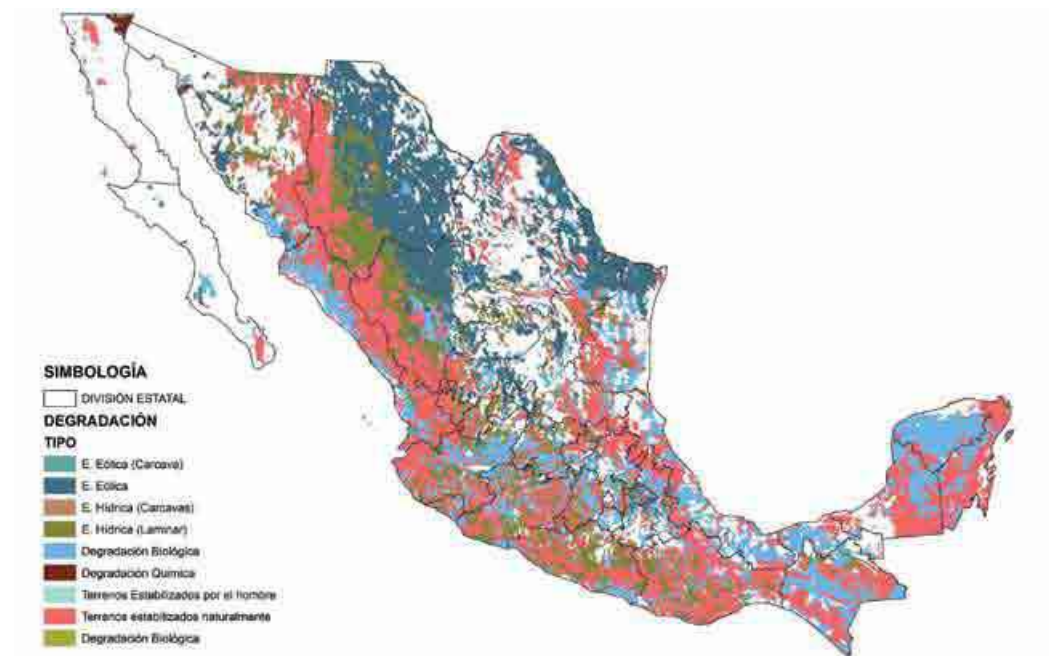 SIMBOLOGÍA
DIVISIÓN ESTATAL
DEGRADACIÓN
TIPO
E. Eólica (Carcava)
E. Eólica
E. Hídrica (Carcavas)
E. Hídrica (Laminar)
Degradación Biológica
Degradación Química
Terrenos Estabilizados por el hombre
Terrenos estabilizados naturalmente
Degradación Biológica